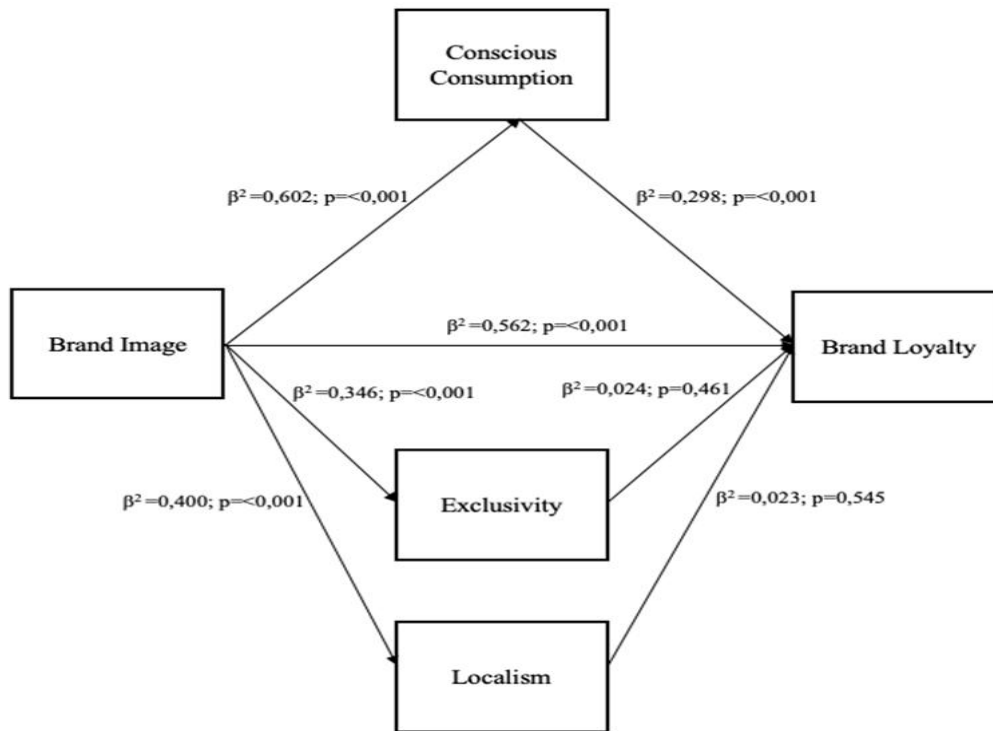 Conscious
Consumption
β²=0,602; p=<0,001
β²=0,298; p=<0,001
β²=0,562; p=<0,001
Brand Image
Brand Loyalty
β²=0,346; p=<0,001
β²=0,024; p=0,461
β²=0,400; p=<0,001
Exclusivity
β²=0,023; p=0,545
Localism